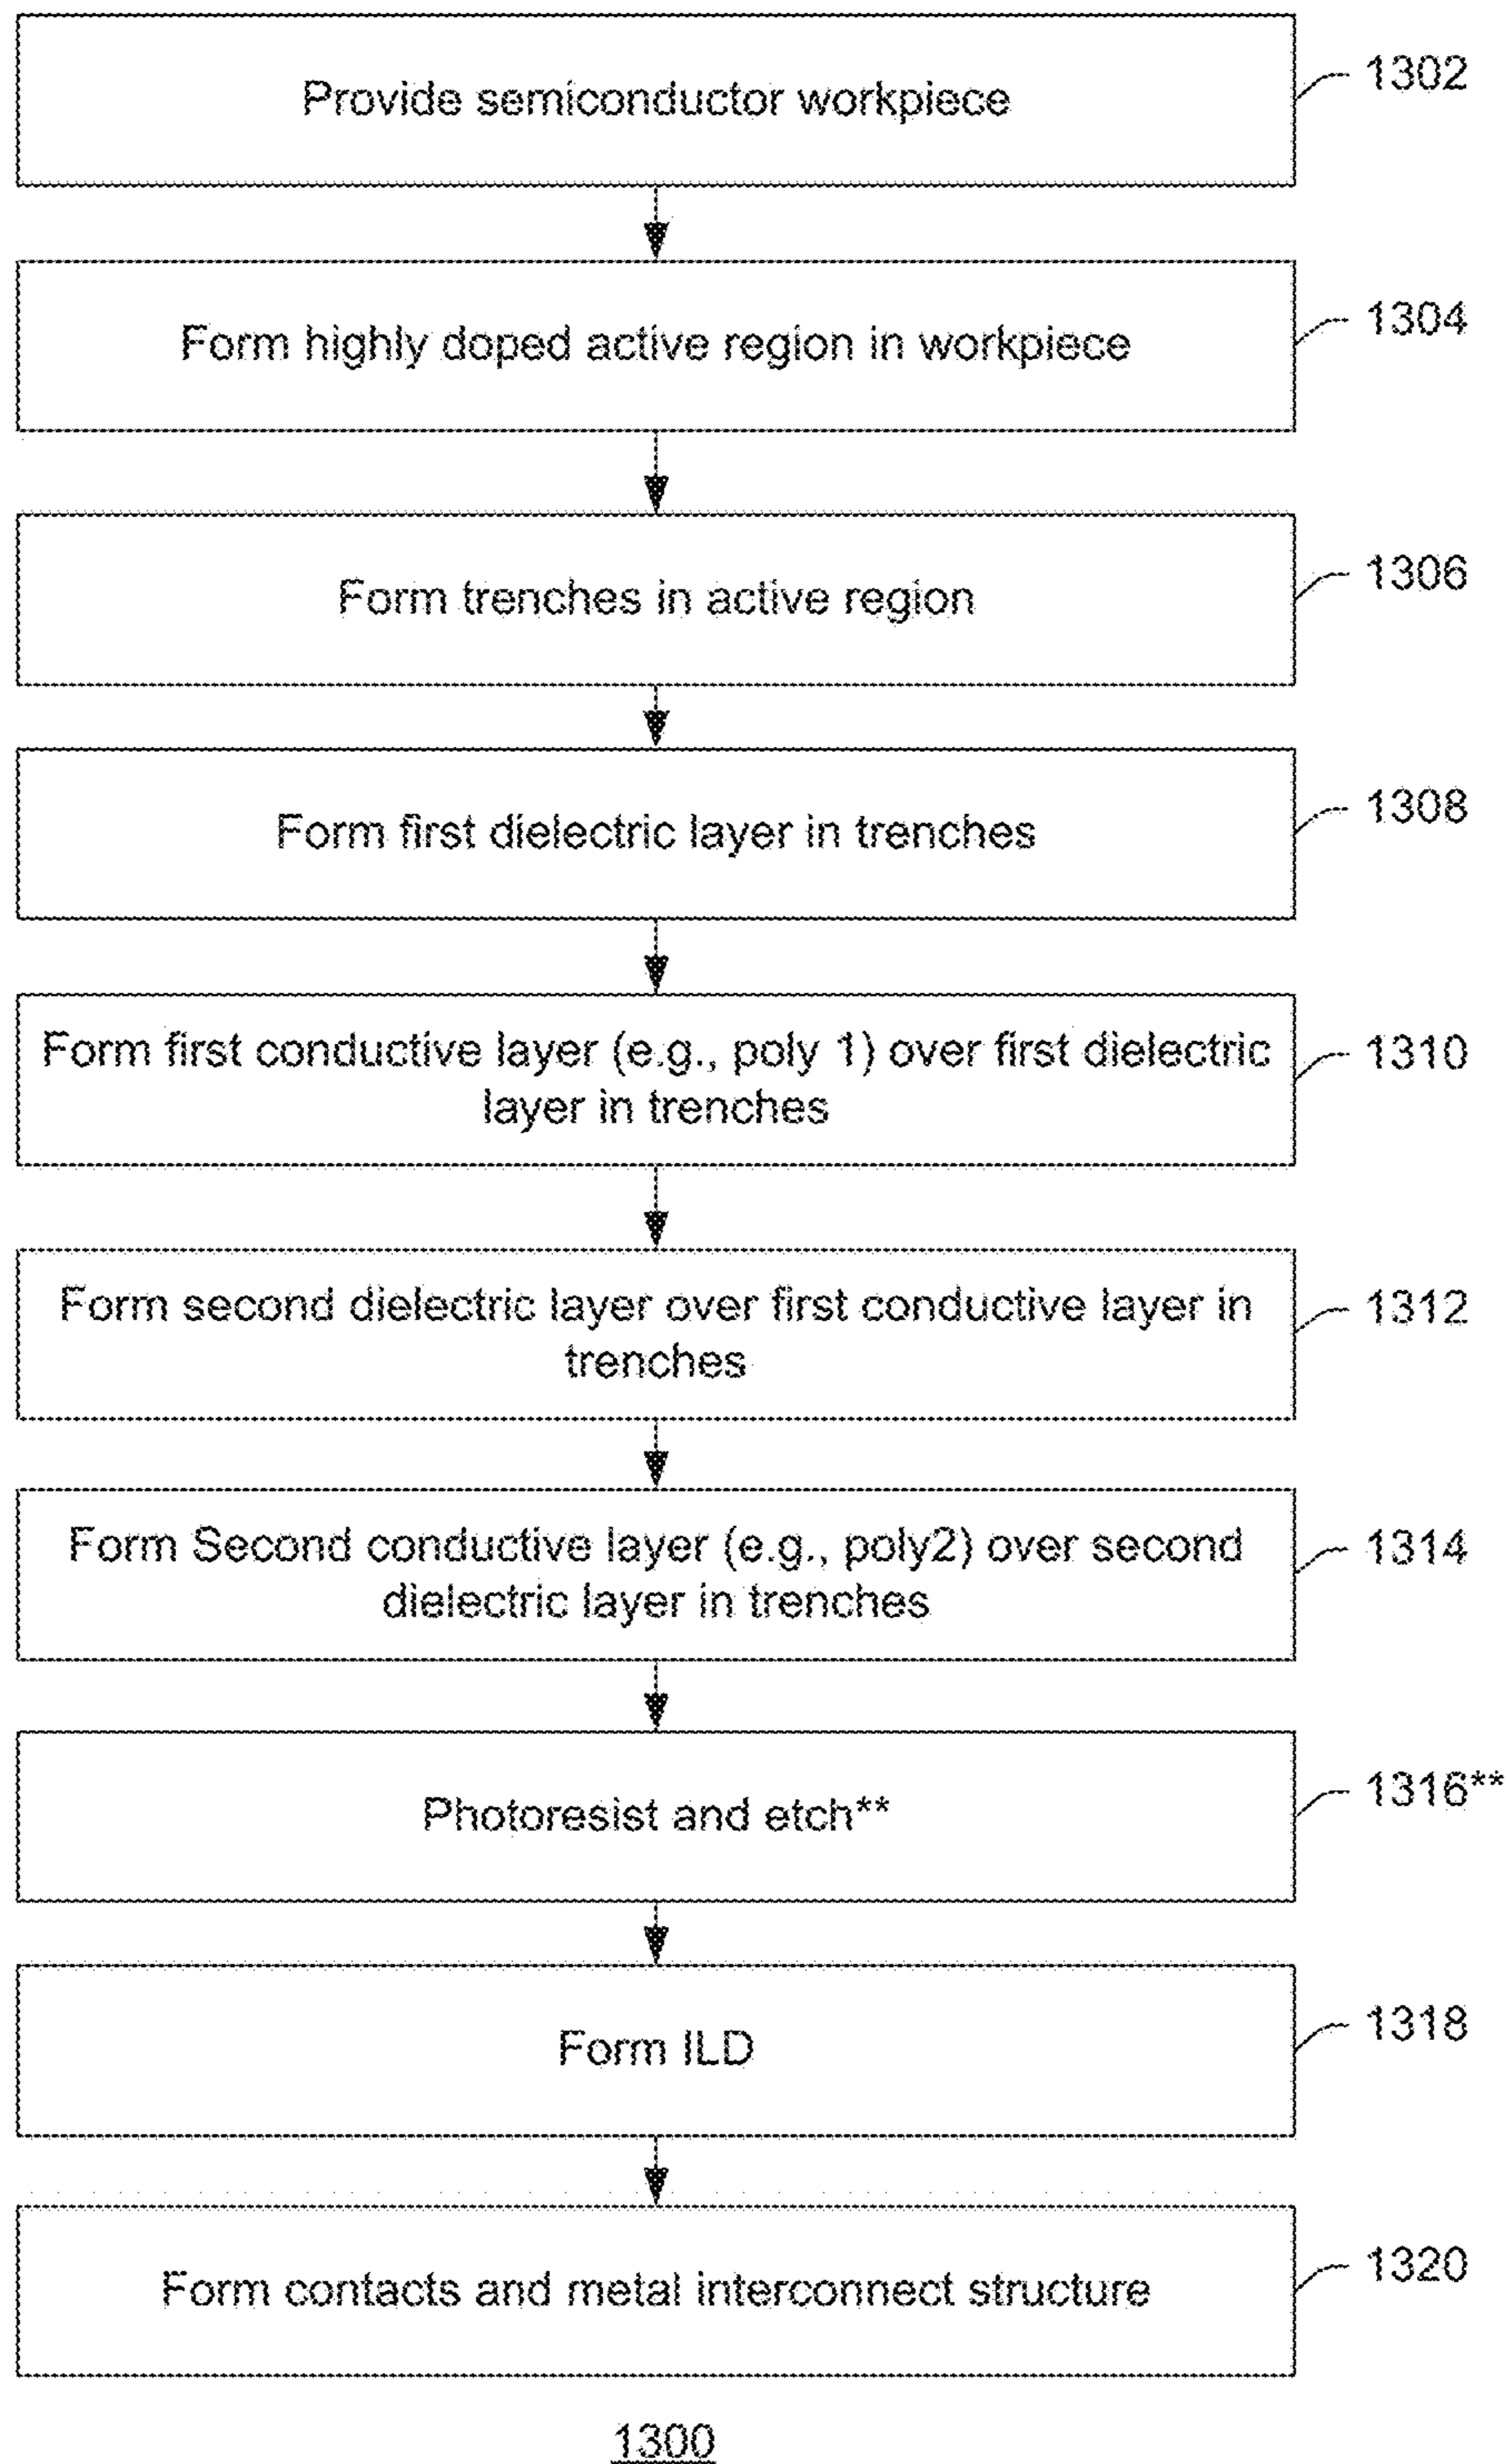 Provide semiconductor workpiece
1302
Form highly doped active region in workpiece
1304
Form trenches in active region
1306
Form first dielectric layer in trenches
1308
Form first conductive layer (e.g., poly 1) over first dielectric
layer in trenches
1310
Form second dielectric layer over first conductive layer in
trenches
1312
Form Second conductive layer (e.g., poly2) over second
dielectric layer in trenches
1314
Photoresist and etch**
1316**
Form ILD
1318
Form contacts and metal interconnect structure
1320
1300